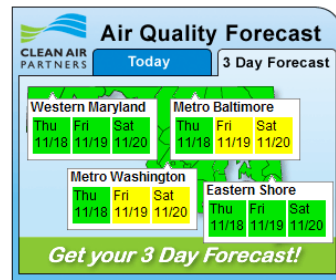 CLEAN AIR
PARTNERS
Air Quality Forecast
Today
3 Day Forecast
Western Maryland
Thu Fri Sat
11/18 11/19 11/20
Metro Baltimore
Thu Fri Sat
11/18 11/19 11/20
Metro Washington
Thu Fri Sat
11/18 11/19 11/20
Eastern Shore
Thu Fri Sat
11/18 11/19 11/20
Get your 3 Day Forecast!